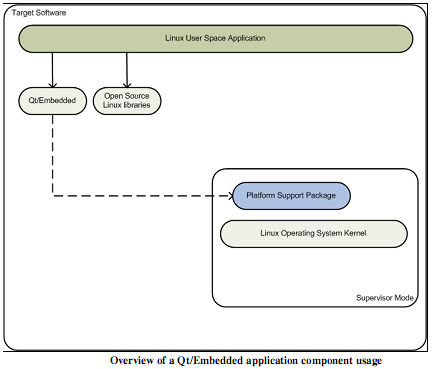 Target Software
Linux User Space Application
Qt/Embedded
Open Source
Linux libraries
Platform Support Package
Linux Operating System Kernel
Supervisor Mode
Overview of a Qt/Embedded application component usage